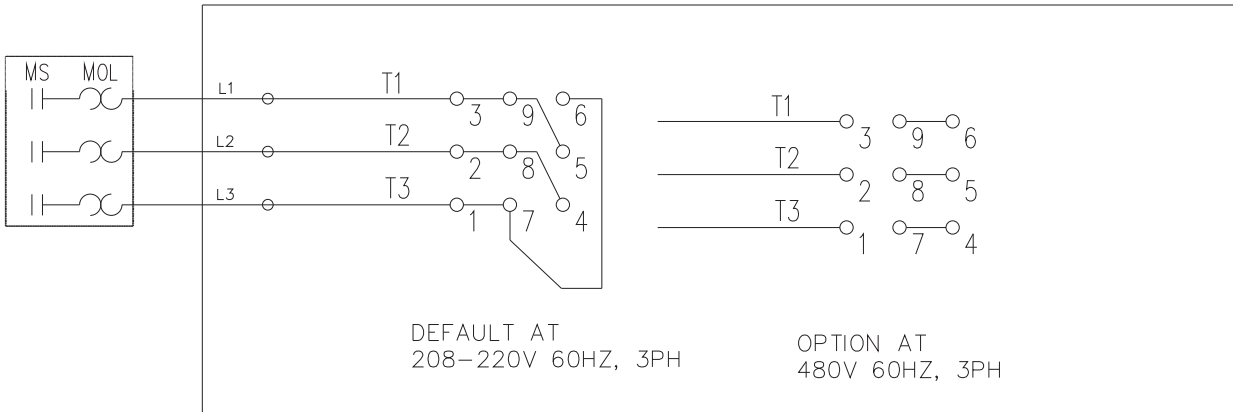 MS MOL
L1 T1 3 9 6
L2 T2 2 8 5
L3 T3 1 7 4
T1 3 9 6
T2 2 8 5
T3 1 7 4
DEFAULT AT
208-220V 60HZ, 3PH
OPTION AT
480V 60HZ, 3PH